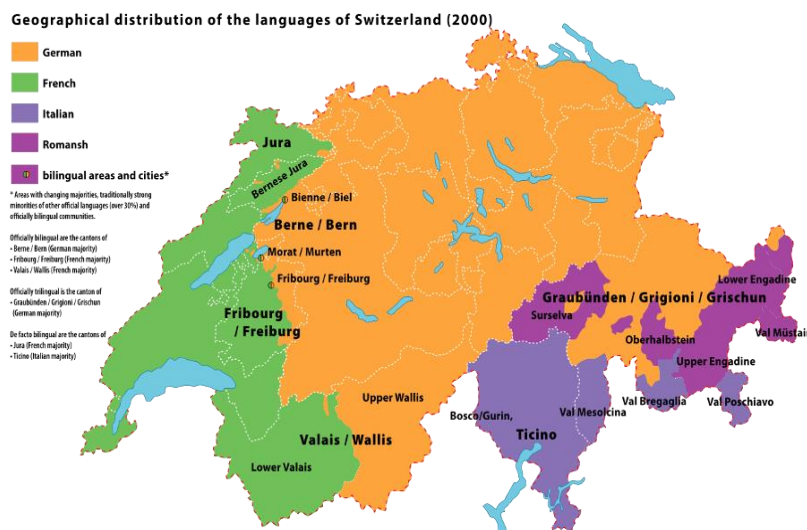 Geographical distribution of the languages of Switzerland (2000)
German
French
Italian
Romansh
bilingual areas and cities*
* Areas with changing majorities, traditionally strong
minorities of other official languages (over 30%) and
officially bilingual communities.
Officially bilingual are the cantons of
• Berne / Bern (German majority)
• Fribourg / Freiburg (French majority)
• Valais / Wallis (French majority)
Officially trilingual is the canton of
• Graubünden / Grigioni / Grischun
(German majority)
De facto bilingual are the cantons of
• Jura (French majority)
• Ticino (Italian majority)
Jura
Bernese Jura
Bienne / Biel
Berne / Bern
Morat / Murten
Fribourg / Freiburg
Fribourg
/ Freiburg
Lower Engadine
Graubünden / Grigioni / Grischun
Surselva
Val Müstair
Oberhalbstein
Upper Engadine
Upper Wallis
Val Bregaglia
Val Poschiavo
Bosco/Gurin,
Val Mesolcina
Ticino
Valais / Wallis
Lower Valais